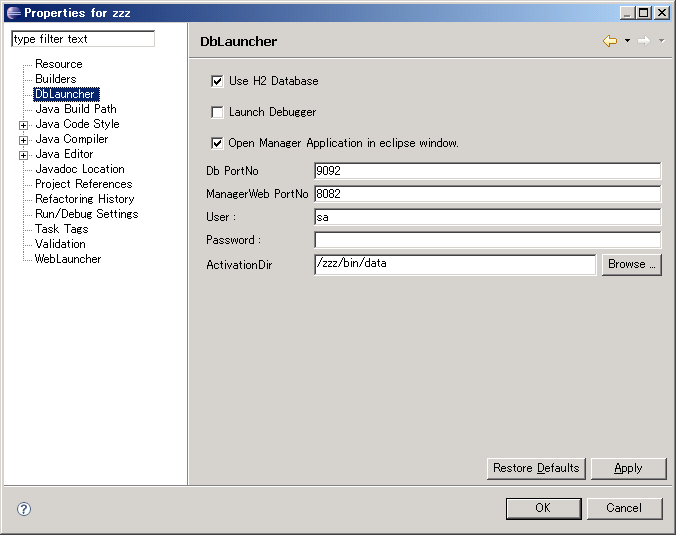 Properties for zzz
type filter text
Resource
Builders
DbLauncher
Java Build Path
Java Code Style
Java Compiler
Java Editor
Javadoc Location
Project References
Refactoring History
Run/Debug Settings
Task Tags
Validation
WebLauncher
DbLauncher
Use H2 Database
Launch Debugger
Open Manager Application in eclipse window.
Db PortNo 9092
ManagerWeb PortNo 8082
User : sa
Password :
ActivationDir /zzz/bin/data Browse ...
Restore Defaults Apply
OK Cancel